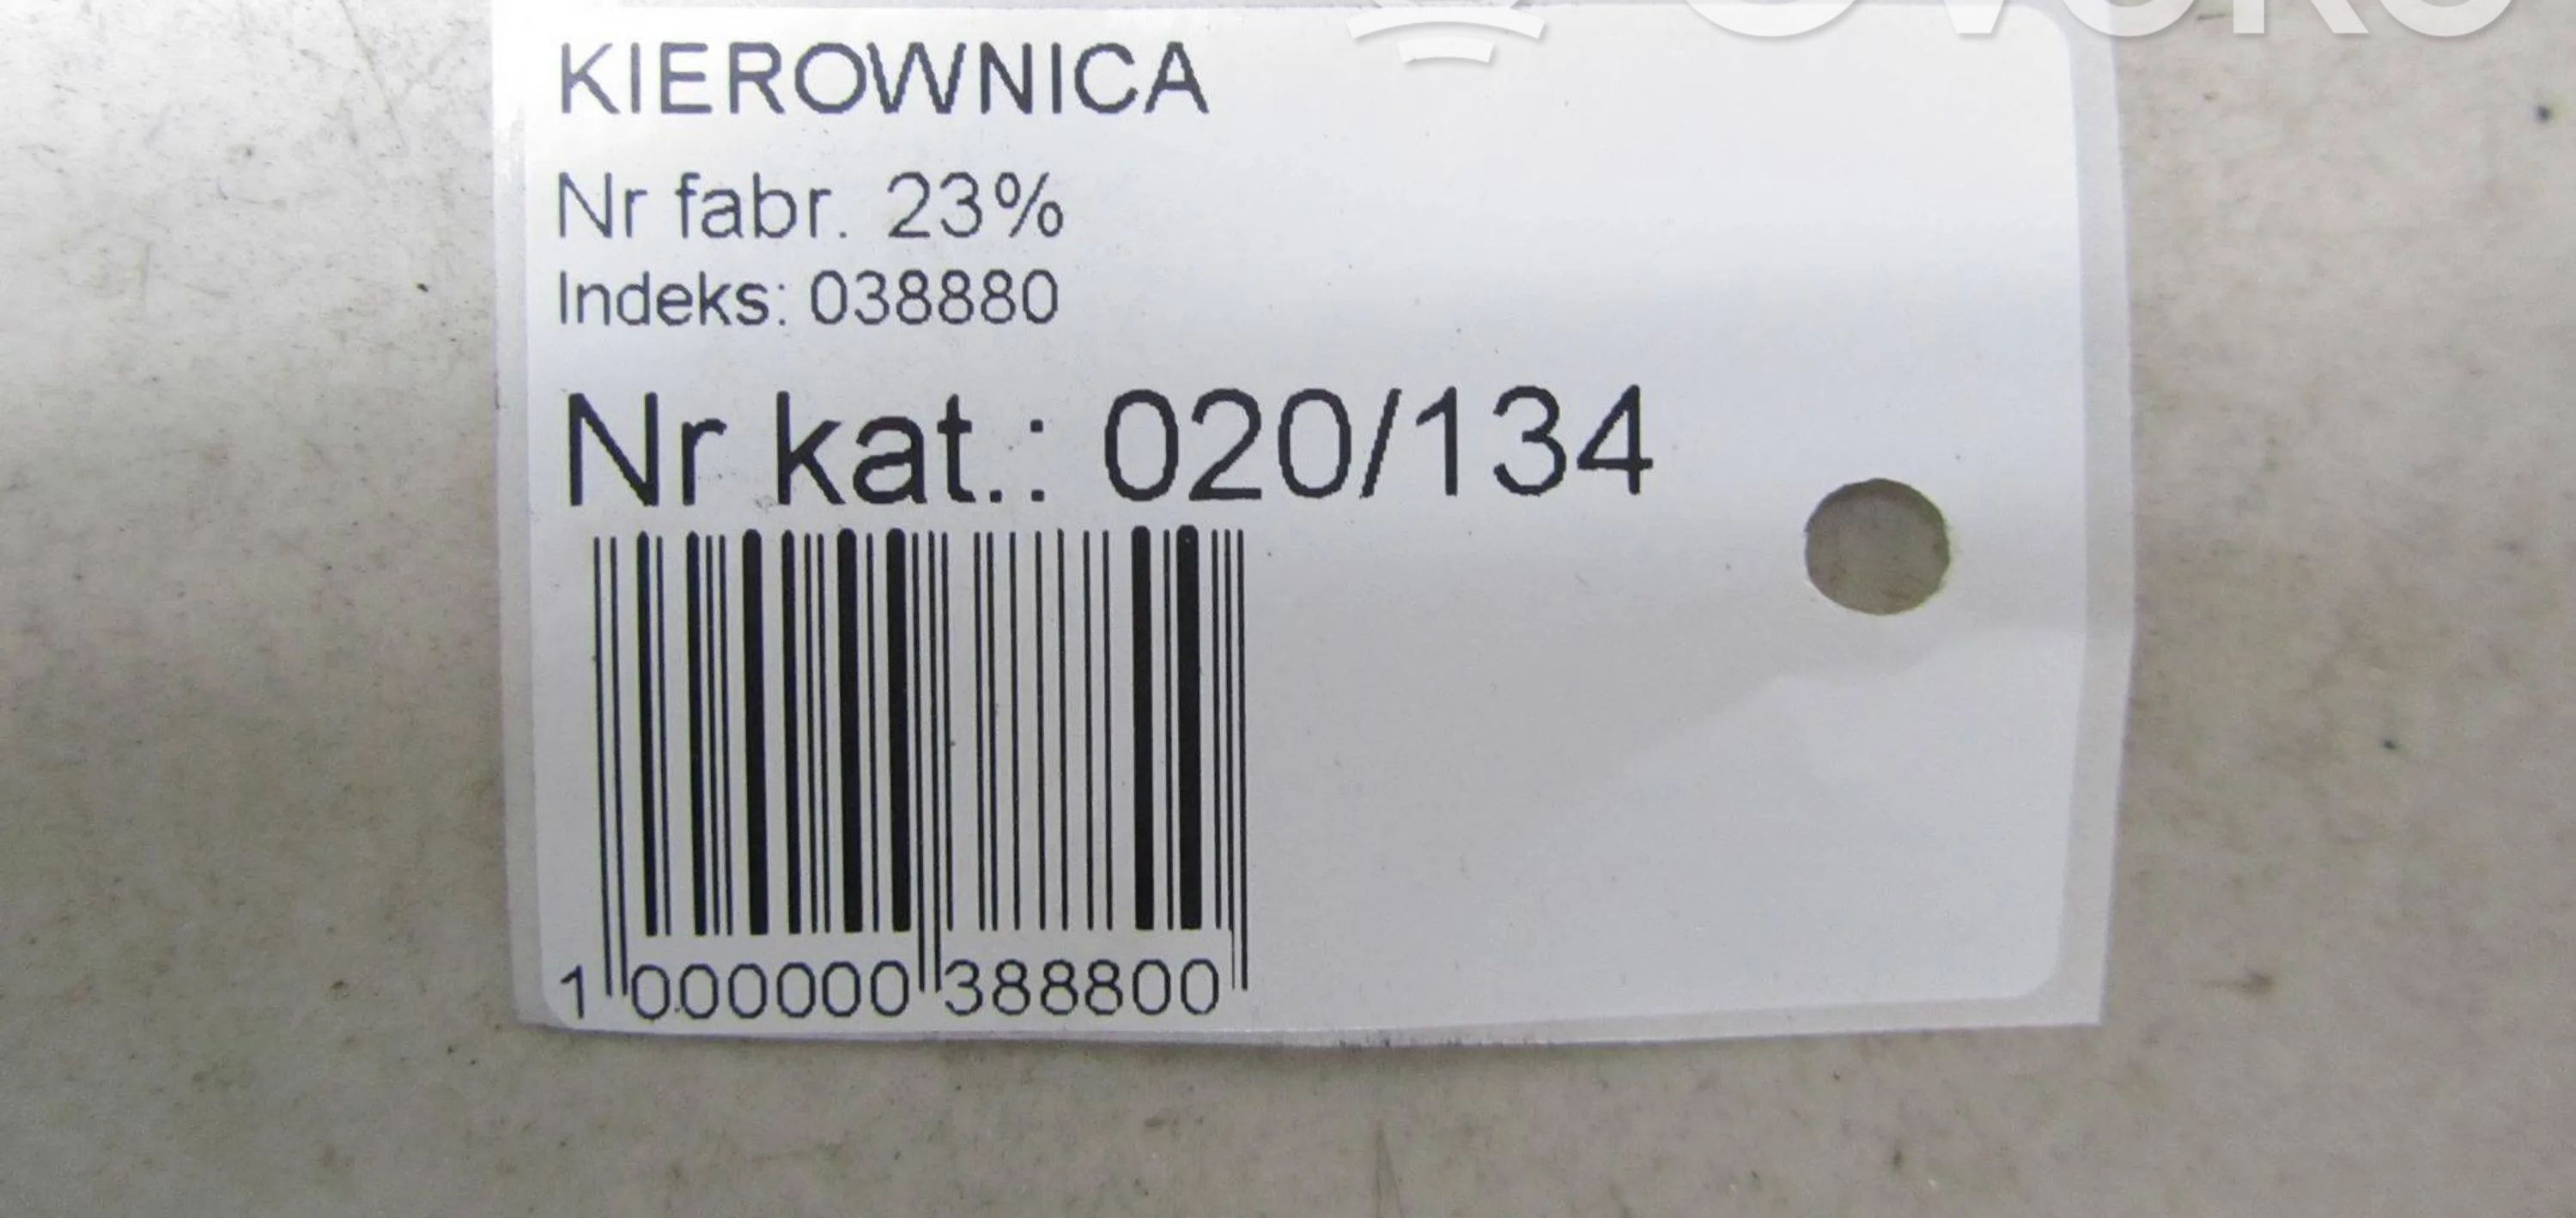 KIEROWNICA
Nr fabr. 23%
Indeks: 038880
Nr kat.: 020/134
1 000000 388800